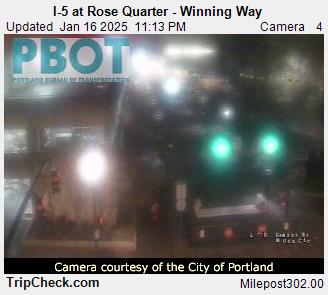 I-5 at Rose Quarter - Winning Way
Updated Jan 16 2025 11:13 PM Camera 4
PBOT
PORTLAND BUREAU OF TRANSPORTATION
Camera courtesy of the City of Portland
TripCheck.com Milepost302.00